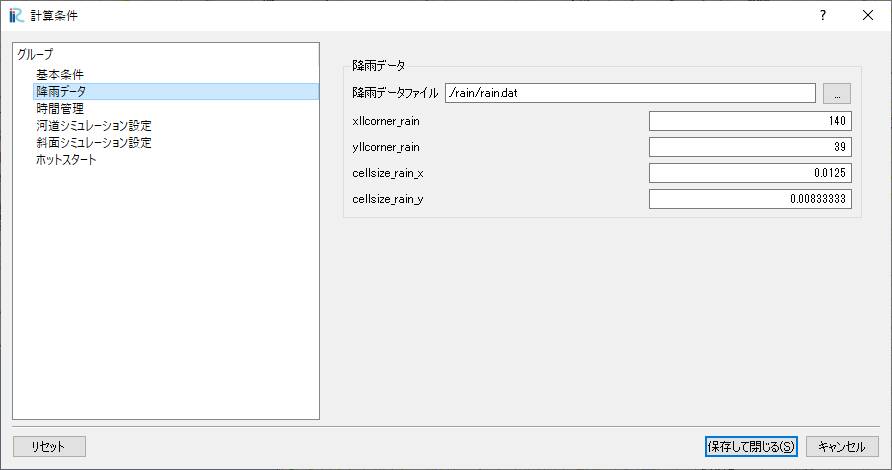 計算条件
?
グループ
基本条件
降雨データ
時間管理
河道シミュレーション設定
斜面シミュレーション設定
ホットスタート
降雨データ
降雨データファイル ./rain/rain.dat ...
xllcorner_rain 140
yllcorner_rain 39
cellsize_rain_x 0.0125
cellsize_rain_y 0.00833333
リセット 保存して閉じる(S) キャンセル